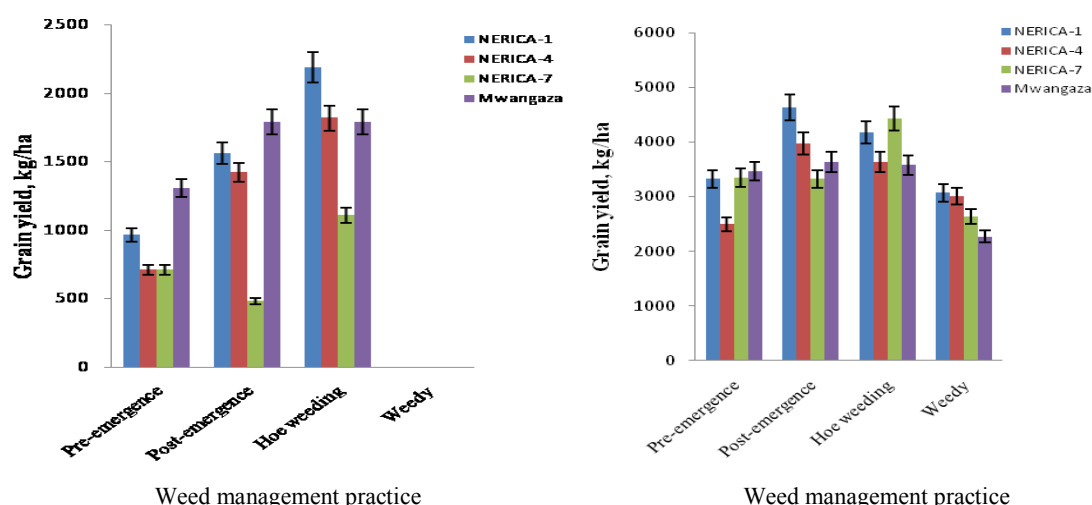 2500
2000
1500
1000
500
0
Grain yield, kg/ha
NERICA-1
NERICA-4
NERICA-7
Mwangaza
Pre-emergence
Post-emergence
Hoe weeding
Weedy
Weed management practice
6000
5000
4000
3000
2000
1000
0
Grain yield, kg/ha
NERICA-1
NERICA-4
NERICA-7
Mwangaza
Pre-emergence
Post-emergence
Hoe weeding
Weedy
Weed management practice